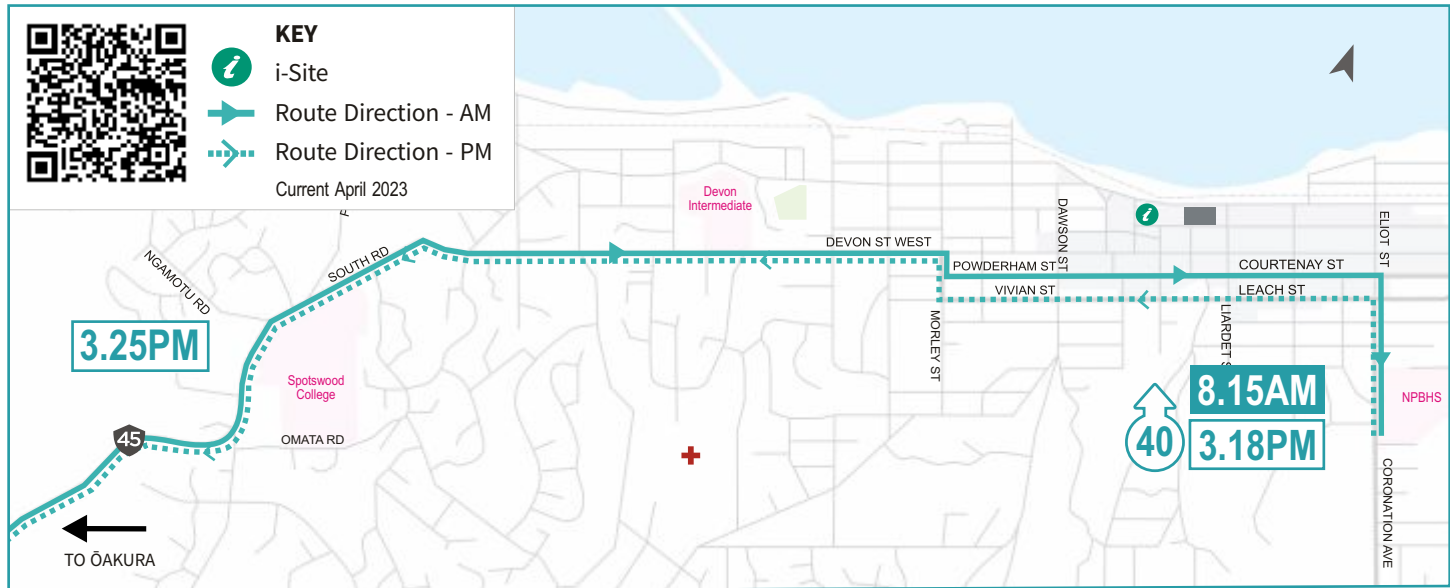 KEY
i
i-Site
Route Direction - AM
Route Direction - PM
Current April 2023
Devon
Intermediate
i
DAWSON ST
ELIOT ST
NGAMOTU RD
SOUTH RD
DEVON ST WEST
POWDERHAM ST
COURTENAY ST
VIVIAN ST
LEACH ST
MORLEY ST
LIARDET S
3.25PM
Spotswood
College
8.15AM
NPBHS
45
OMATA RD
40
3.18PM
CORONATION AVE
TO ŌAKURA